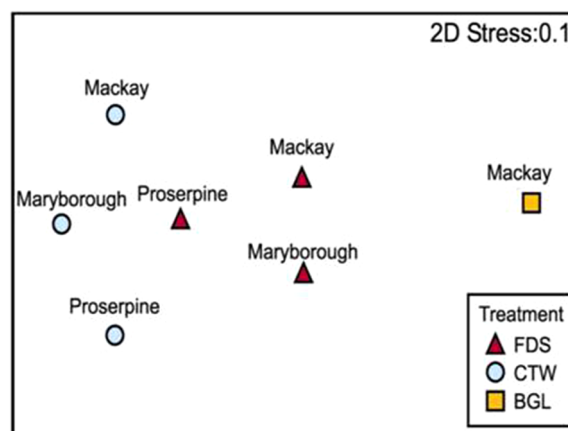 2D Stress:0.1
Mackay
Mackay
Mackay
Maryborough
Proserpine
Maryborough
Proserpine
Treatment
FDS
CTW
BGL